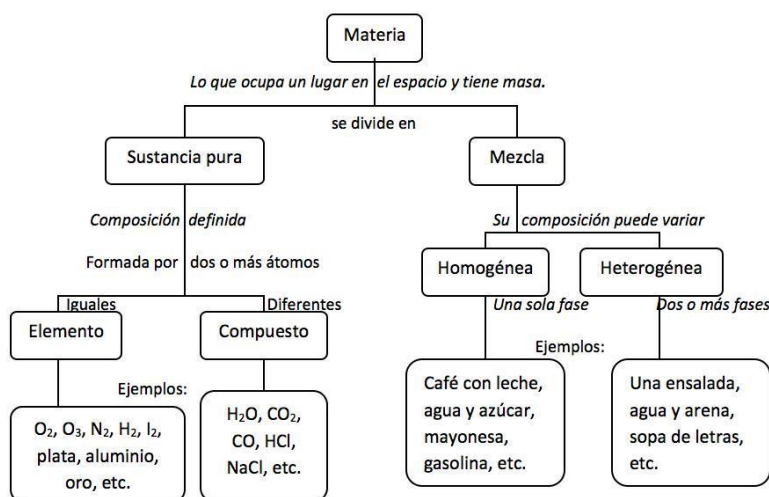 Materia
Lo que ocupa un lugar en el espacio y tiene masa.
se divide en
Sustancia pura
Mezcla
Composición definida
Su composición puede variar
Formada por dos o más átomos
Homogénea
Heterogénea
Iguales
Diferentes
Una sola fase
Dos o más fases
Elemento
Compuesto
Ejemplos:
Ejemplos:
O₂, O₃, N₂, H₂, I₂,
plata, aluminio,
oro, etc.
H₂O, CO₂,
CO, HCl,
NaCl, etc.
Café con leche,
agua y azúcar,
mayonesa,
gasolina, etc.
Una ensalada,
agua y arena,
sopa de letras,
etc.